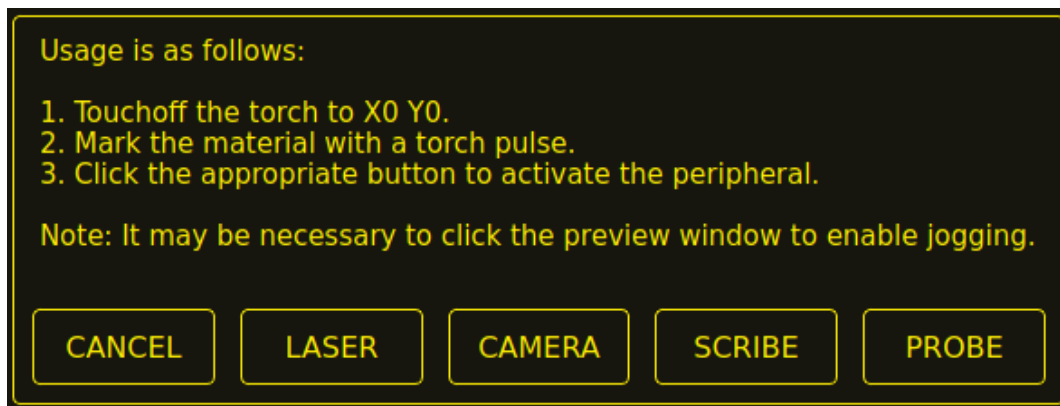 Usage is as follows:
1. Touchoff the torch to X0 Y0.
2. Mark the material with a torch pulse.
3. Click the appropriate button to activate the peripheral.
Note: It may be necessary to click the preview window to enable jogging.
CANCEL LASER CAMERA SCRIBE PROBE